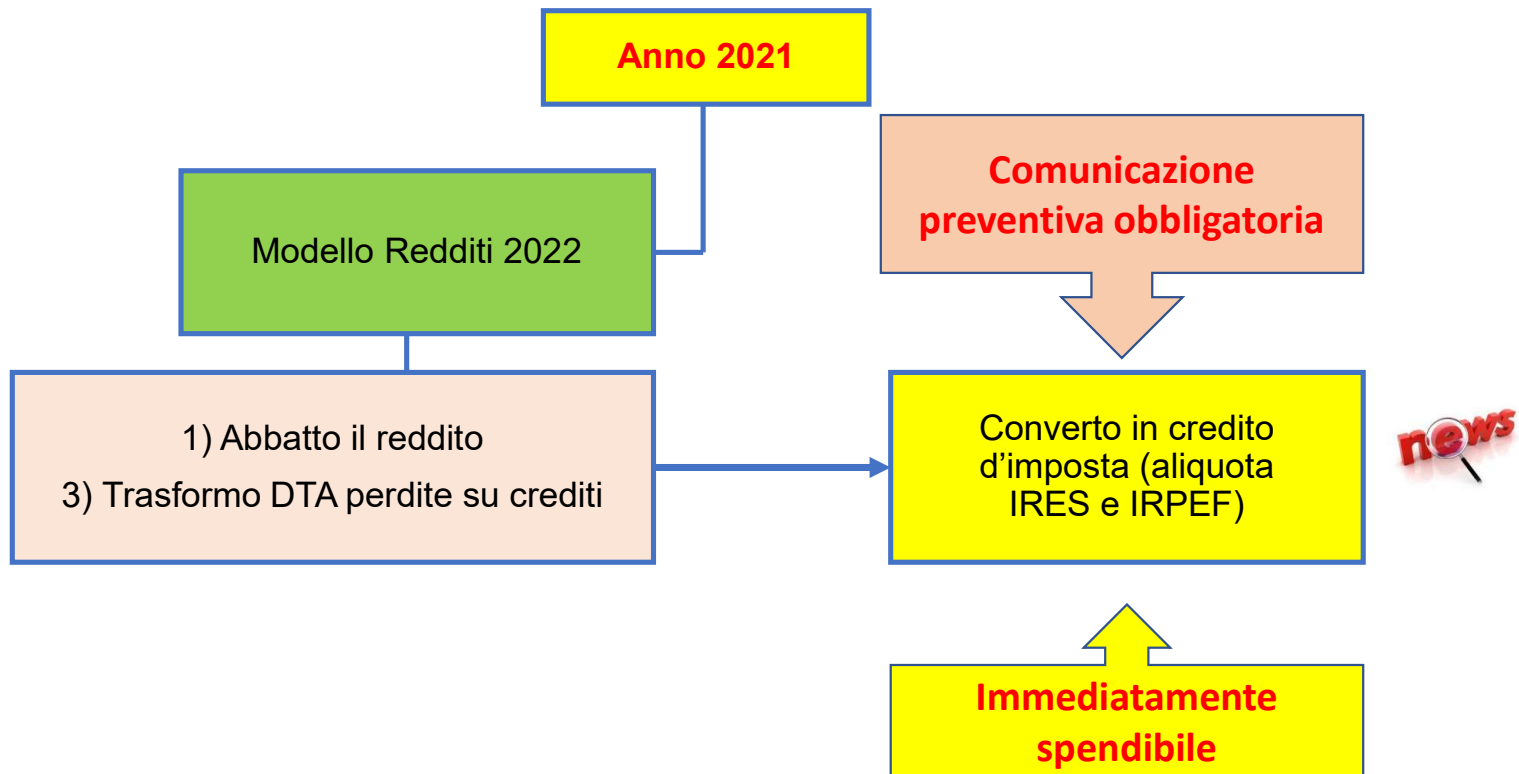 Anno 2021
Comunicazione
preventiva obbligatoria
Modello Redditi 2022
1) Abbatto il reddito
3) Trasformo DTA perdite su crediti
Converto in credito
d’imposta (aliquota
IRES e IRPEF)
news
Immediatamente
spendibile